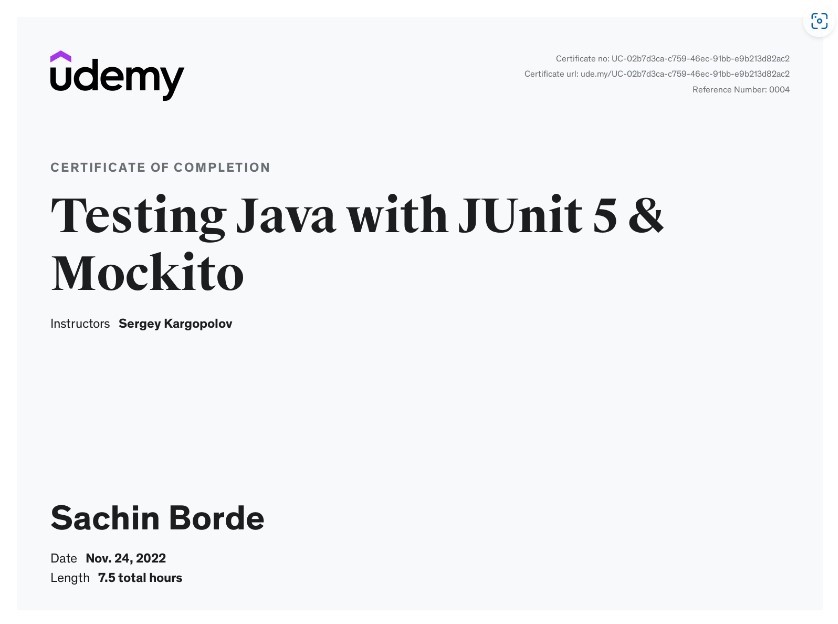 udemy
Certificate no: UC-02b7d3ca-c759-46ec-91bb-e9b213d82ac2
Certificate url: ude.my/UC-02b7d3ca-c759-46ec-91bb-e9b213d82ac2
Reference Number: 0004
CERTIFICATE OF COMPLETION
Testing Java with JUnit 5 &
Mockito
Instructors Sergey Kargopolov
Sachin Borde
Date Nov. 24, 2022
Length 7.5 total hours